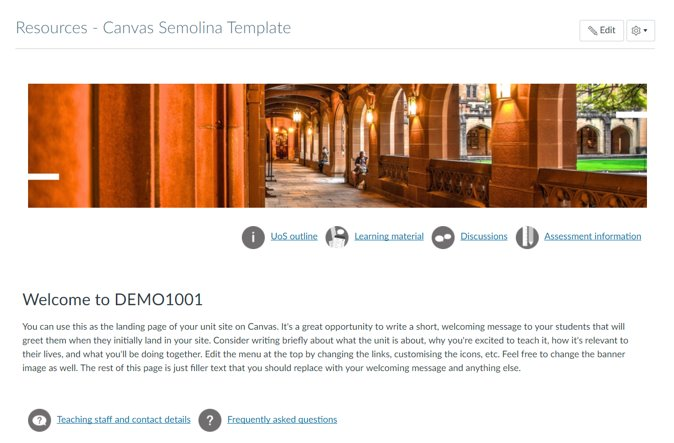 Resources - Canvas Semolina Template
Edit
i UoS outline Learning material Discussions Assessment information
Welcome to DEMO1001
You can use this as the landing page of your unit site on Canvas. It's a great opportunity to write a short, welcoming message to your students that will
greet them when they initially land in your site. Consider writing briefly about what the unit is about, why you're excited to teach it, how it's relevant to
their lives, and what you'll be doing together. Edit the menu at the top by changing the links, customising the icons, etc. Feel free to change the banner
image as well. The rest of this page is just filler text that you should replace with your welcoming message and anything else.
? Teaching staff and contact details ? Frequently asked questions